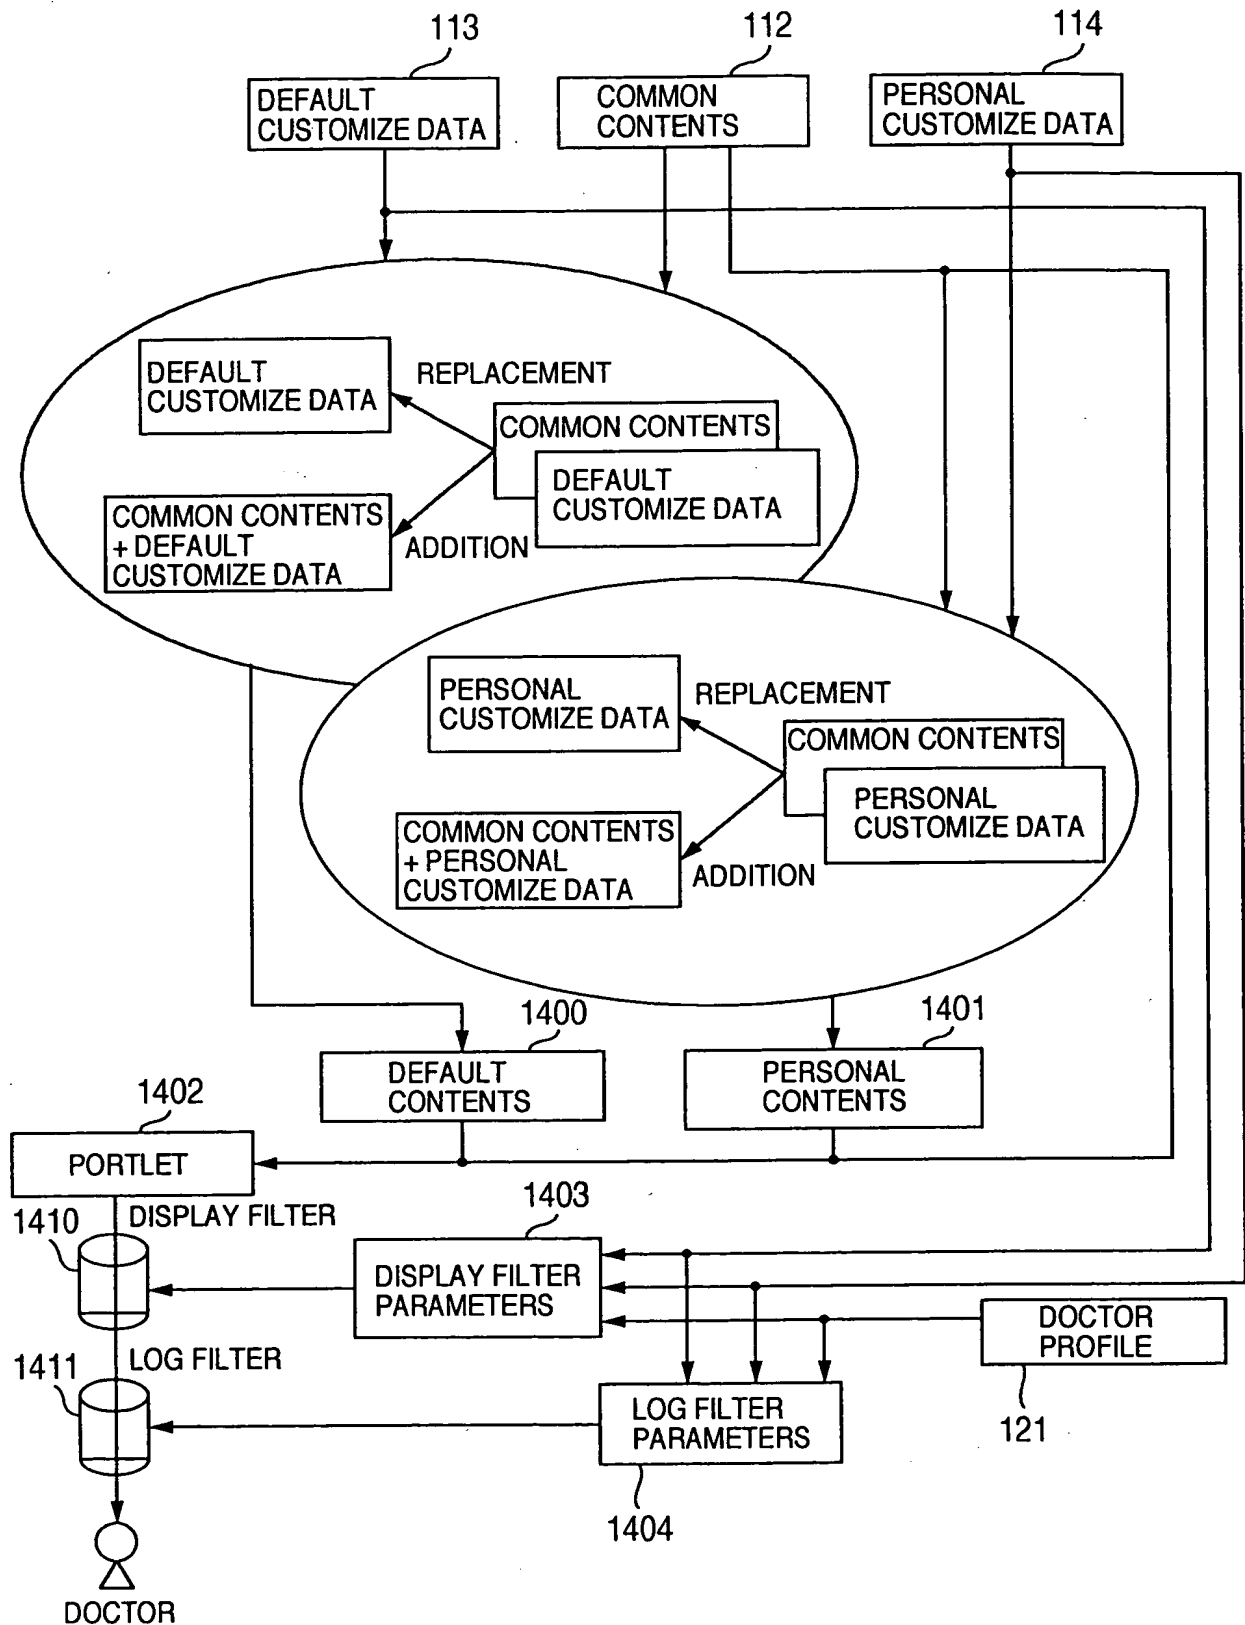 113
112
114
DEFAULT
CUSTOMIZE DATA
COMMON
CONTENTS
PERSONAL
CUSTOMIZE DATA
DEFAULT
CUSTOMIZE DATA
REPLACEMENT
COMMON CONTENTS
DEFAULT
CUSTOMIZE DATA
COMMON CONTENTS
+ DEFAULT
CUSTOMIZE DATA
ADDITION
PERSONAL
CUSTOMIZE DATA
REPLACEMENT
COMMON CONTENTS
PERSONAL
CUSTOMIZE DATA
COMMON CONTENTS
+ PERSONAL
CUSTOMIZE DATA
ADDITION
1400
1401
DEFAULT
CONTENTS
PERSONAL
CONTENTS
1402
PORTLET
1403
1410
DISPLAY FILTER
DISPLAY FILTER
PARAMETERS
DOCTOR
PROFILE
121
1411
LOG FILTER
LOG FILTER
PARAMETERS
1404
DOCTOR